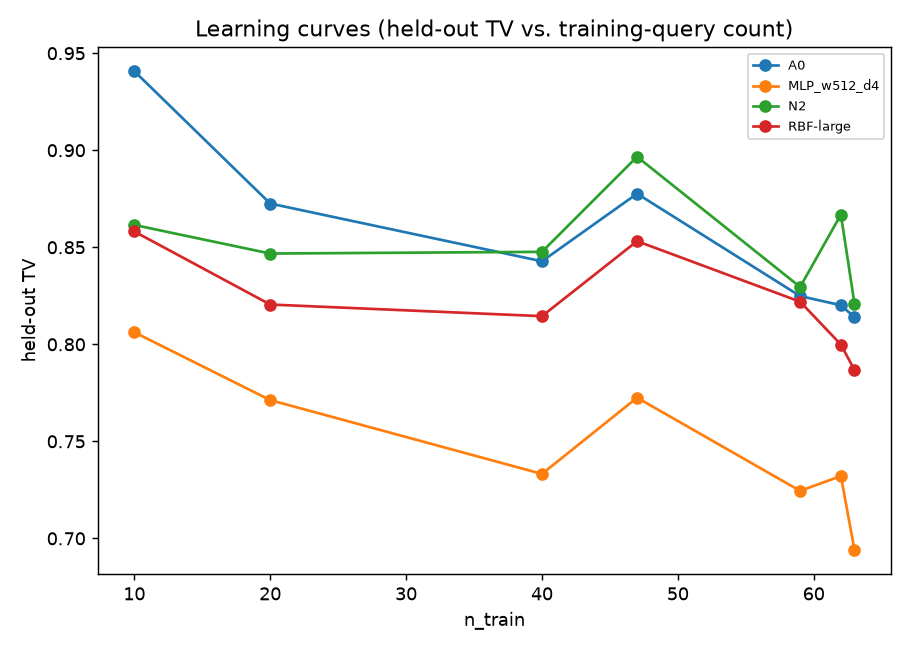 Learning curves (held-out TV vs. training-query count)
0.95
0.90
0.85
0.80
0.75
0.70
held-out TV
A0
MLP_w512_d4
N2
RBF-large
10
20
30
40
50
60
n_train